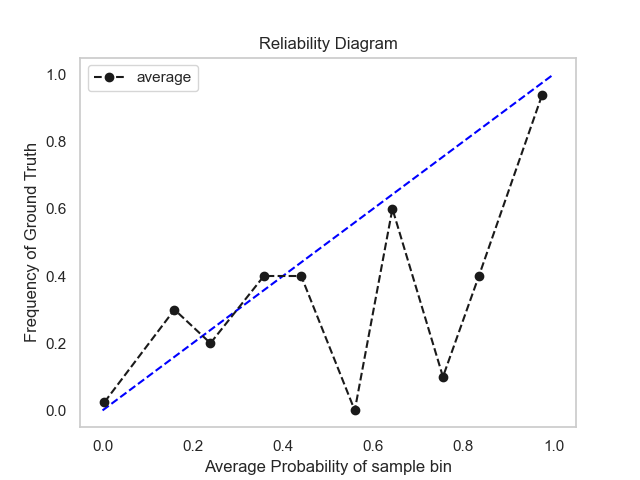 Reliability Diagram
average
Frequency of Ground Truth
1.0
0.8
0.6
0.4
0.2
0.0
0.0 0.2 0.4 0.6 0.8 1.0
Average Probability of sample bin